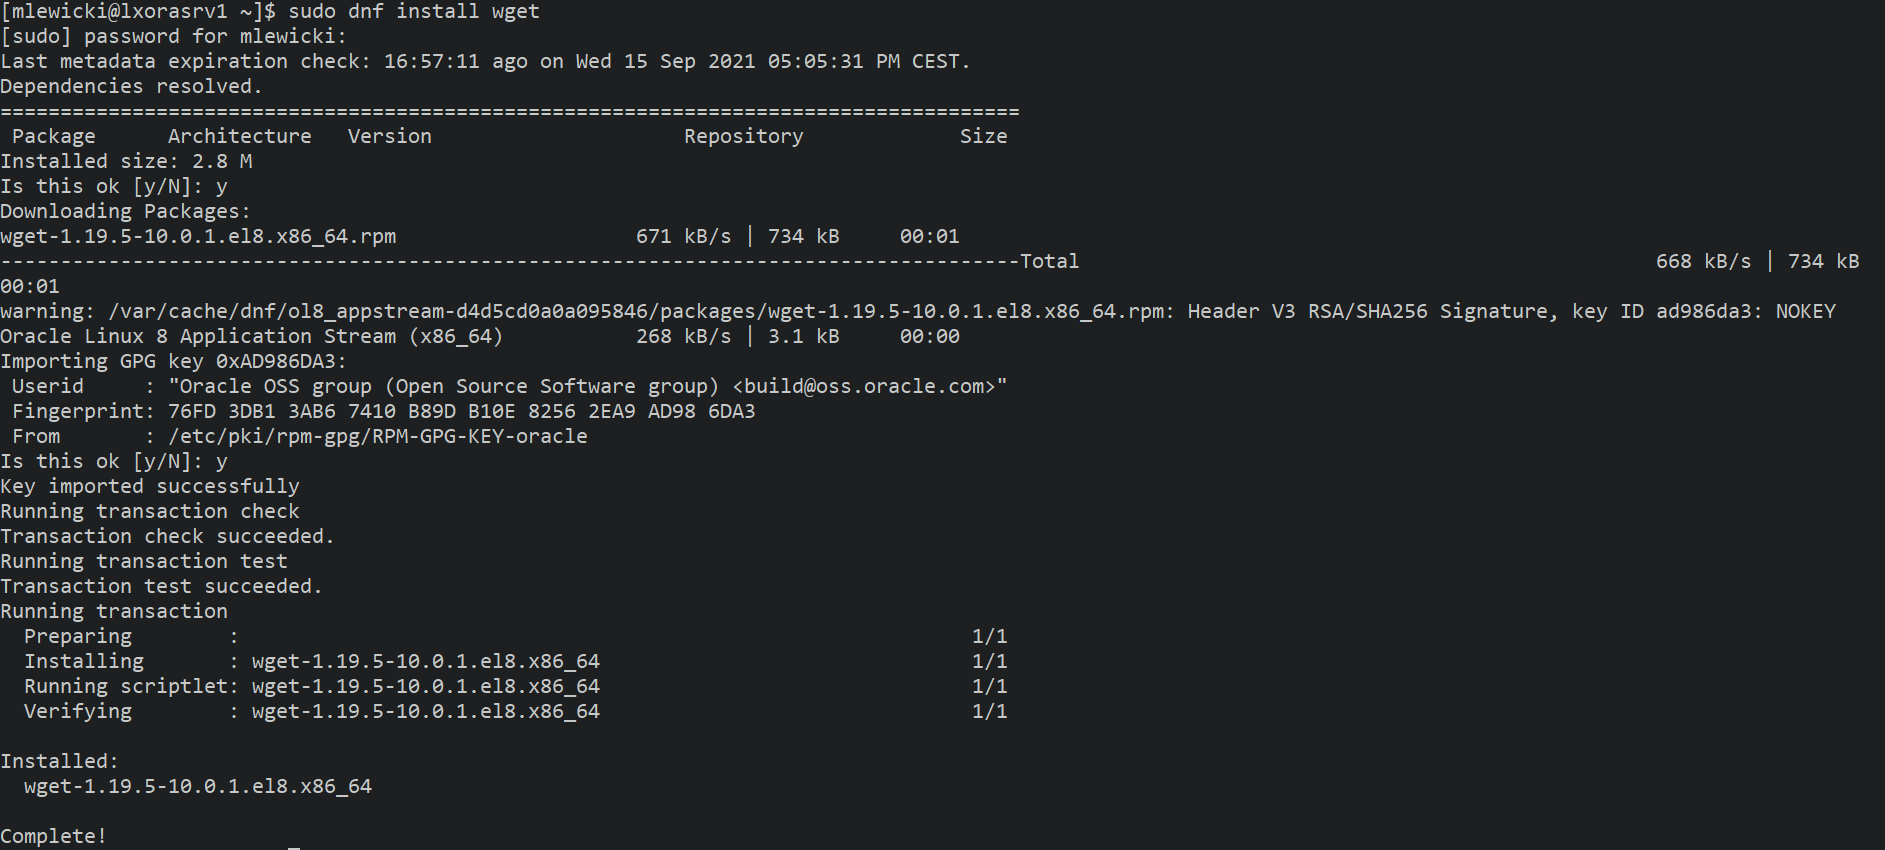 [mlewicki@lxorasrv1 ~]$ sudo dnf install wget
[sudo] password for mlewicki:
Last metadata expiration check: 16:57:11 ago on Wed 15 Sep 2021 05:05:31 PM CEST.
Dependencies resolved.
=====================================================================================
 Package      Architecture   Version                     Repository             Size
Installed size: 2.8 M
Is this ok [y/N]: y
Downloading Packages:
wget-1.19.5-10.0.1.el8.x86_64.rpm                    671 kB/s | 734 kB     00:01
-------------------------------------------------------------------------------------Total                                                668 kB/s | 734 kB
00:01
warning: /var/cache/dnf/ol8_appstream-d4d5cd0a0a095846/packages/wget-1.19.5-10.0.1.el8.x86_64.rpm: Header V3 RSA/SHA256 Signature, key ID ad986da3: NOKEY
Oracle Linux 8 Application Stream (x86_64)           268 kB/s | 3.1 kB     00:00
Importing GPG key 0xAD986DA3:
 Userid     : "Oracle OSS group (Open Source Software group) <build@oss.oracle.com>"
 Fingerprint: 76FD 3DB1 3AB6 7410 B89D B10E 8256 2EA9 AD98 6DA3
 From       : /etc/pki/rpm-gpg/RPM-GPG-KEY-oracle
Is this ok [y/N]: y
Key imported successfully
Running transaction check
Transaction check succeeded.
Running transaction test
Transaction test succeeded.
Running transaction
  Preparing        :                                                             1/1
  Installing       : wget-1.19.5-10.0.1.el8.x86_64                               1/1
  Running scriptlet: wget-1.19.5-10.0.1.el8.x86_64                               1/1
  Verifying        : wget-1.19.5-10.0.1.el8.x86_64                               1/1
Installed:
  wget-1.19.5-10.0.1.el8.x86_64
Complete!